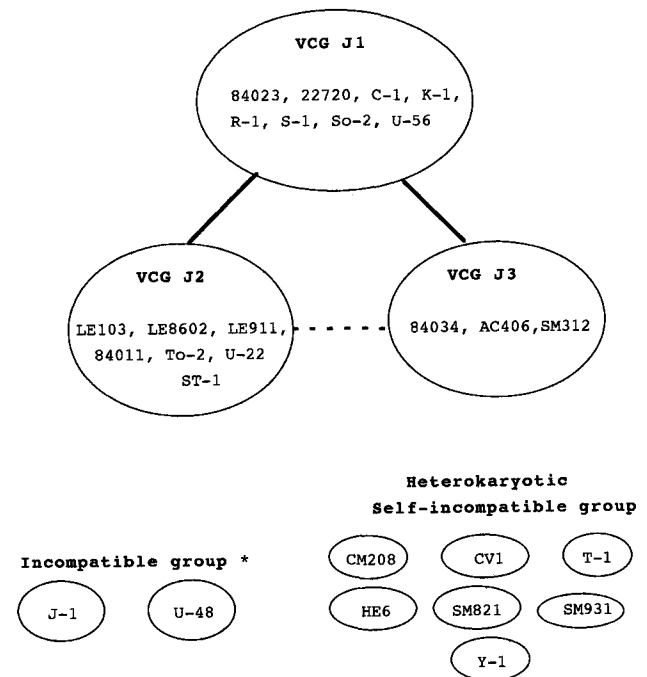 VCG J1
84023, 22720, C-1, K-1,
R-1, S-1, So-2, U-56
VCG J2
LE103, LE8602, LE911,
84011, To-2, U-22
ST-1
VCG J3
84034, AC406,SM312
Incompatible group *
J-1
U-48
Heterokaryotic
Self-incompatible group
CM208
CV1
T-1
HE6
SM821
SM931
Y-1